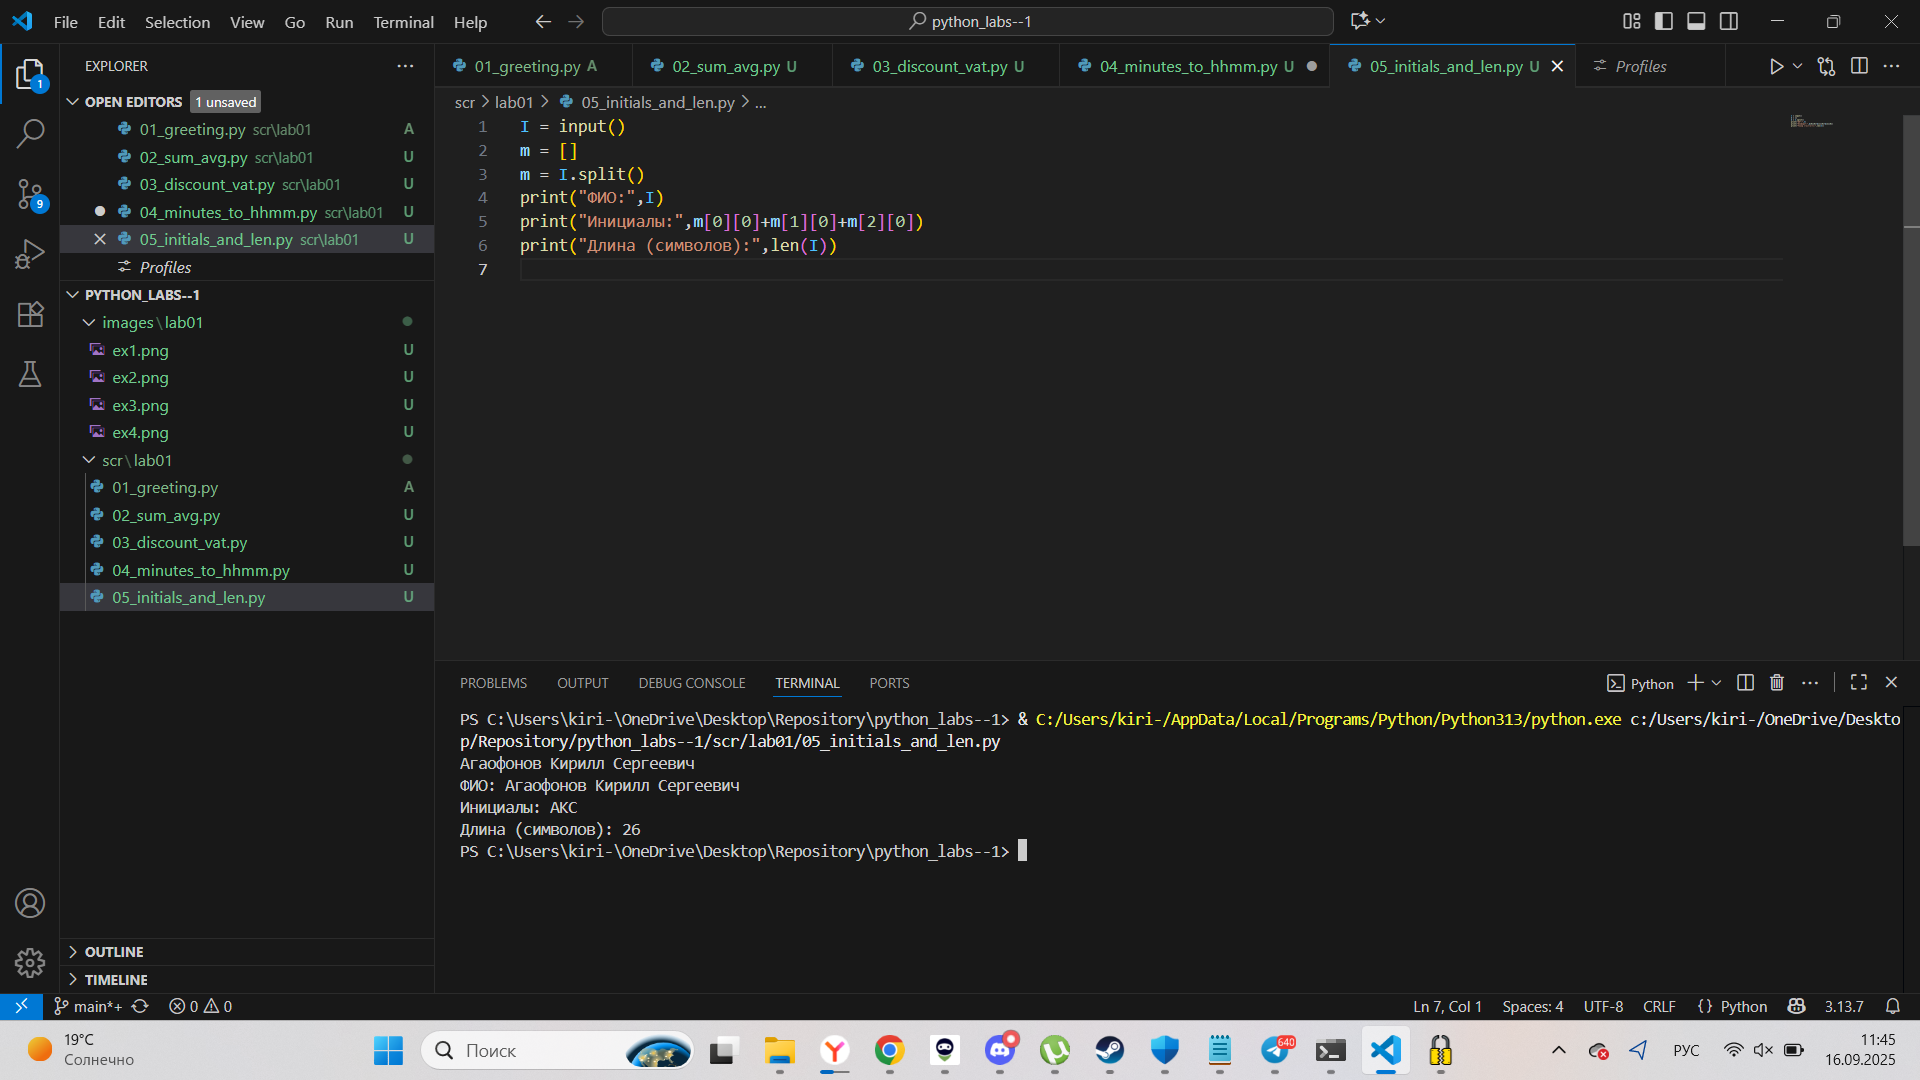 File Edit Selection View Go Run Terminal Help
python_labs--1
EXPLORER
OPEN EDITORS 1 unsaved
01_greeting.py scr\lab01 A
02_sum_avg.py scr\lab01 U
03_discount_vat.py scr\lab01 U
04_minutes_to_hhmm.py scr\lab01 U
05_initials_and_len.py scr\lab01 U
Profiles
PYTHON_LABS--1
images\lab01
ex1.png U
ex2.png U
ex3.png U
ex4.png U
scr\lab01
01_greeting.py A
02_sum_avg.py U
03_discount_vat.py U
04_minutes_to_hhmm.py U
05_initials_and_len.py U
OUTLINE
TIMELINE
1
9
01_greeting.py A 02_sum_avg.py U 03_discount_vat.py U 04_minutes_to_hhmm.py U 05_initials_and_len.py U Profiles
scr > lab01 > 05_initials_and_len.py > ...
1 I = input()
2 m = []
3 m = I.split()
4 print("ФИО:",I)
5 print("Инициалы:",m[0][0]+m[1][0]+m[2][0])
6 print("Длина (символов):",len(I))
7
PROBLEMS OUTPUT DEBUG CONSOLE TERMINAL PORTS
Python
PS C:\Users\kiri-\OneDrive\Desktop\Repository\python_labs--1> & C:/Users/kiri-/AppData/Local/Programs/Python/Python313/python.exe c:/Users/kiri-/OneDrive/Deskto
p/Repository/python_labs--1/scr/lab01/05_initials_and_len.py
Агаофонов Кирилл Сергеевич
ФИО: Агаофонов Кирилл Сергеевич
Инициалы: АКС
Длина (символов): 26
PS C:\Users\kiri-\OneDrive\Desktop\Repository\python_labs--1>
main*+ 0 0
Ln 7, Col 1 Spaces: 4 UTF-8 CRLF {} Python 3.13.7
19°C
Солнечно
Поиск
640
РУС
11:45
16.09.2025